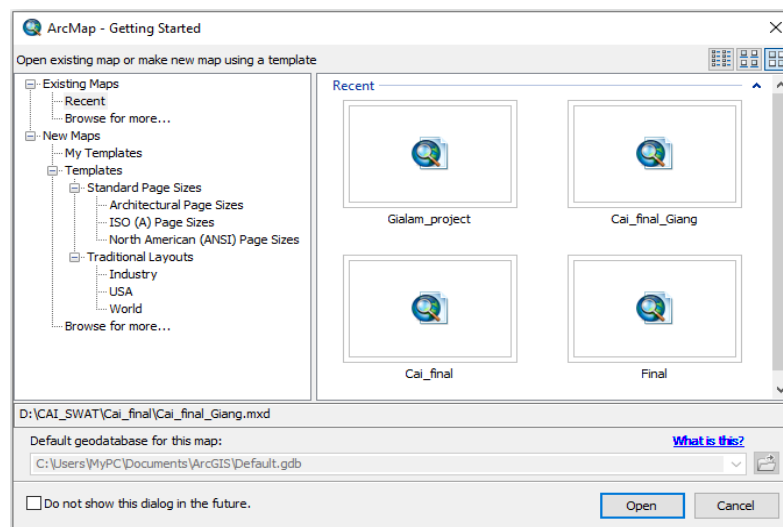 ArcMap - Getting Started
Open existing map or make new map using a template
Existing Maps
Recent
Browse for more...
New Maps
My Templates
Templates
Standard Page Sizes
Architectural Page Sizes
ISO (A) Page Sizes
North American (ANSI) Page Sizes
Traditional Layouts
Industry
USA
World
Browse for more...
Recent
Gialam_project
Cai_final_Giang
Cai_final
Final
D:\CAI_SWAT\Cai_final\Cai_final_Giang.mxd
Default geodatabase for this map:
What is this?
C:\Users\MyPC\Documents\ArcGIS\Default.gdb
Do not show this dialog in the future.
Open
Cancel